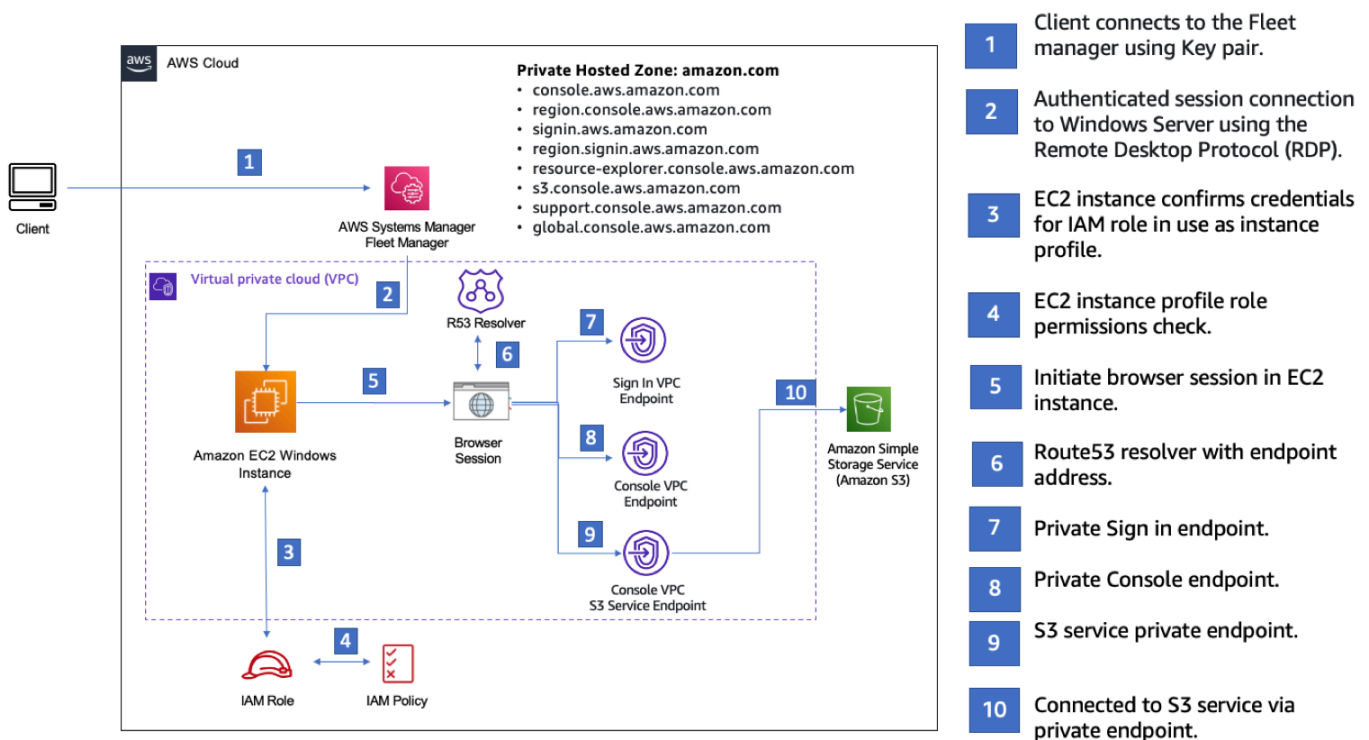 aws
AWS Cloud
Private Hosted Zone: amazon.com
• console.aws.amazon.com
• region.console.aws.amazon.com
• signin.aws.amazon.com
• region.signin.aws.amazon.com
• resource-explorer.console.aws.amazon.com
• s3.console.aws.amazon.com
• support.console.aws.amazon.com
• global.console.aws.amazon.com
Client
1
AWS Systems Manager
Fleet Manager
Virtual private cloud (VPC)
2
R53 Resolver
6
7
Sign In VPC
Endpoint
Amazon EC2 Windows
Instance
5
Browser
Session
8
Console VPC
Endpoint
9
Console VPC
S3 Service Endpoint
10
Amazon Simple
Storage Service
(Amazon S3)
3
IAM Role
4
IAM Policy
1
Client connects to the Fleet
manager using Key pair.
2
Authenticated session connection
to Windows Server using the
Remote Desktop Protocol (RDP).
3
EC2 instance confirms credentials
for IAM role in use as instance
profile.
4
EC2 instance profile role
permissions check.
5
Initiate browser session in EC2
instance.
6
Route53 resolver with endpoint
address.
7
Private Sign in endpoint.
8
Private Console endpoint.
9
S3 service private endpoint.
10
Connected to S3 service via
private endpoint.